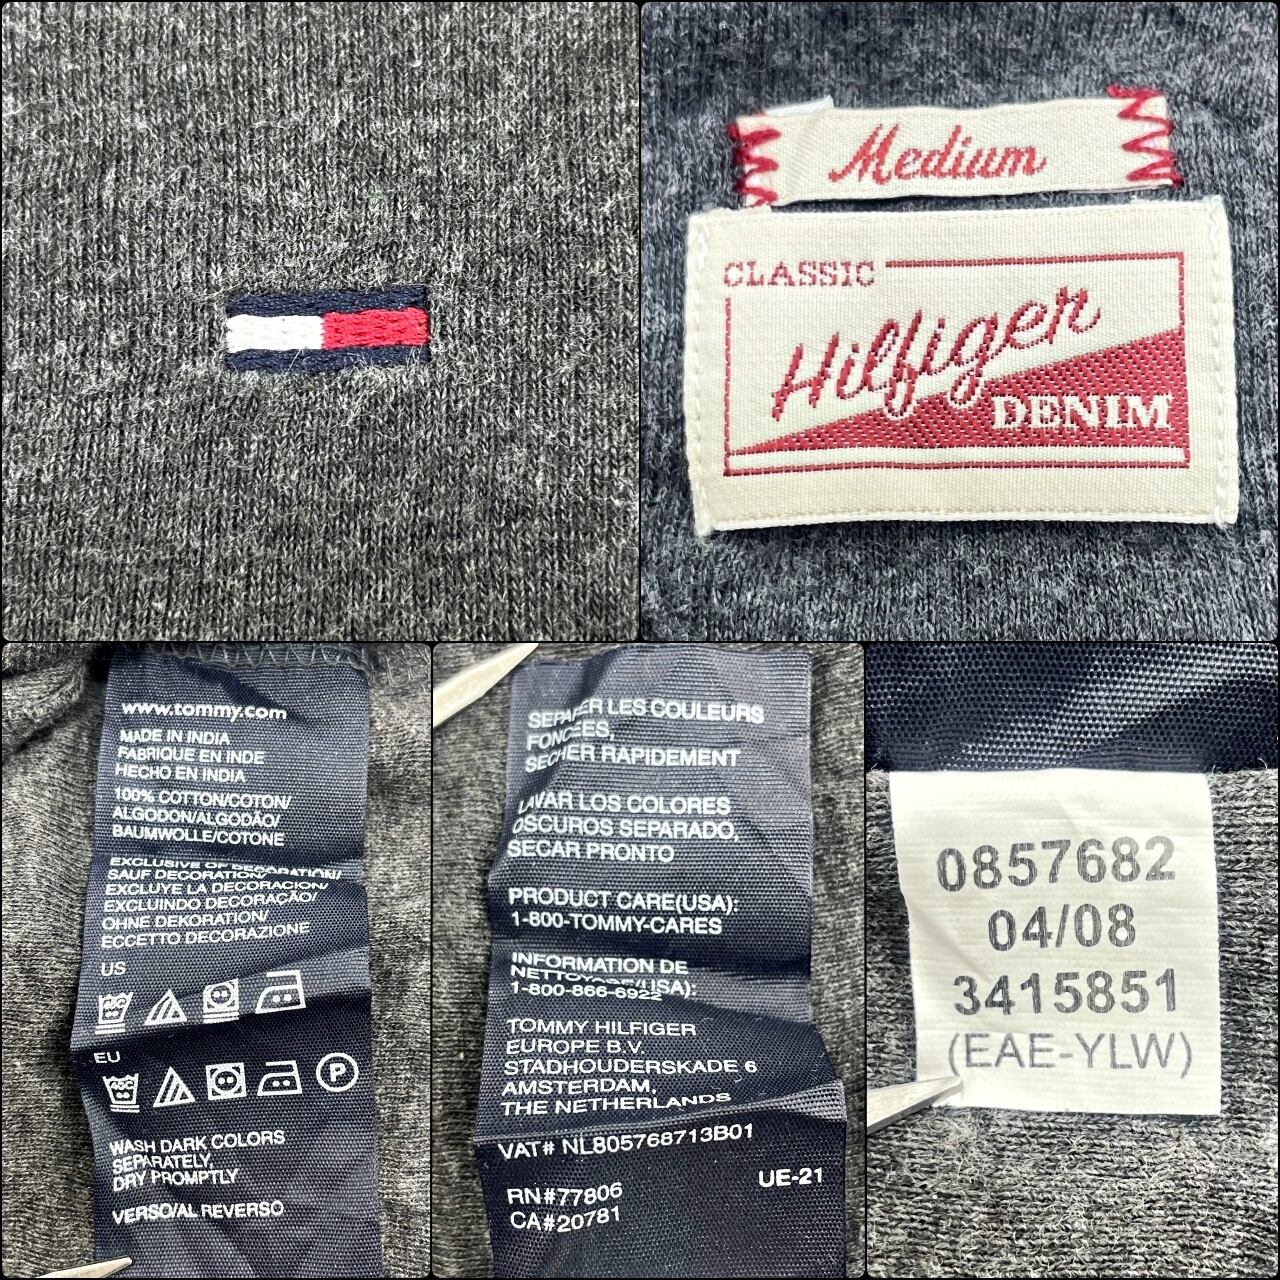 Medium
CLASSIC
Hilfiger
DENIM
www.tommy.com
MADE IN INDIA
FABRIQUE EN INDE
HECHO EN INDIA
100% COTTON/COTON/
ALGODON/ALGODÃO/
BAUMWOLLE/COTONE
EXCLUSIVE OF DECORATION/
SAUF DECORATION/
EXCLUYE LA DECORACION/
EXCLUINDO DECORAÇÃO/
OHNE DEKORATION/
ECCETTO DECORAZIONE
US
EU
40C
P
WASH DARK COLORS
SEPARATELY,
DRY PROMPTLY
VERSO/AL REVERSO
SEPARER LES COULEURS
FONCEES,
SECHER RAPIDEMENT
LAVAR LOS COLORES
OSCUROS SEPARADO,
SECAR PRONTO
PRODUCT CARE(USA):
1-800-TOMMY-CARES
INFORMATION DE
NETTOYAGE(USA):
1-800-866-6922
TOMMY HILFIGER
EUROPE B.V.
STADHOUDERSKADE 6
AMSTERDAM,
THE NETHERLANDS
VAT# NL805768713B01
UE-21
RN#77806
CA#20781
0857682
04/08
3415851
(EAE-YLW)